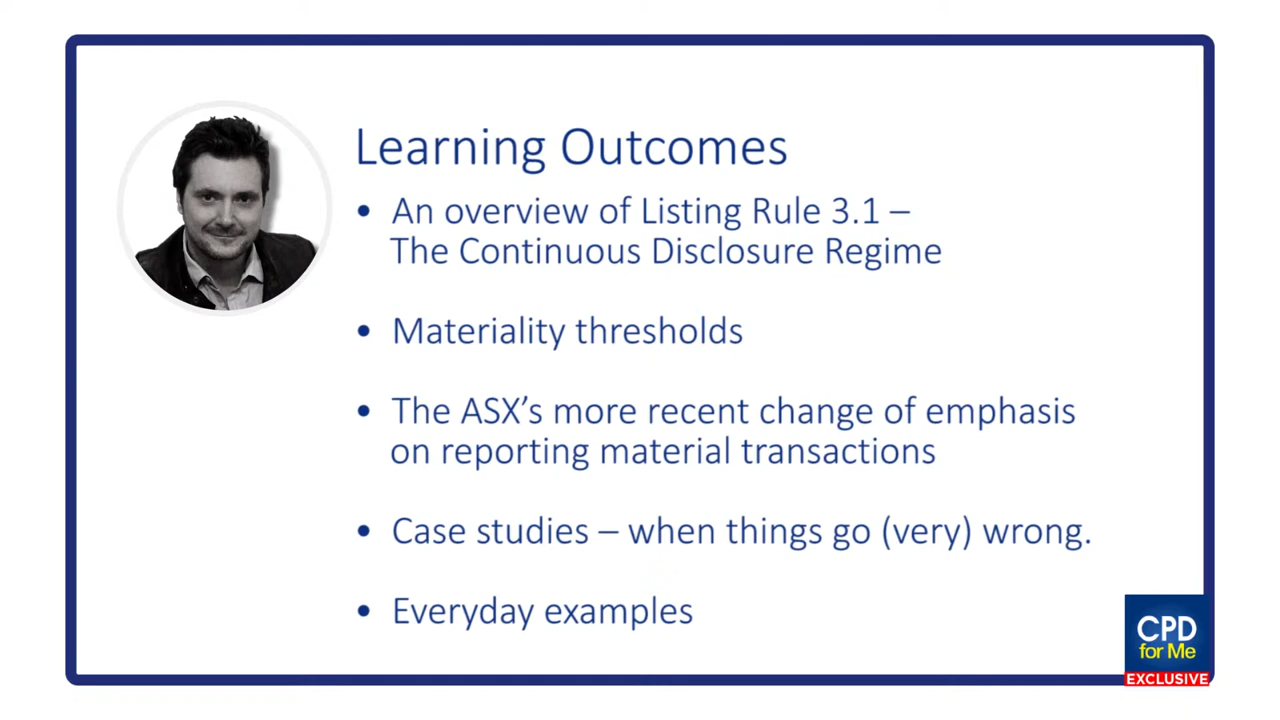 Learning Outcomes
• An overview of Listing Rule 3.1 –
The Continuous Disclosure Regime
• Materiality thresholds
• The ASX’s more recent change of emphasis
on reporting material transactions
• Case studies – when things go (very) wrong.
• Everyday examples
CPD
for Me
EXCLUSIVE